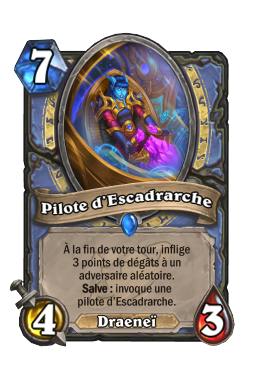 7
Pilote d'Escadrarche
À la fin de votre tour, inflige
3 points de dégâts à un
adversaire aléatoire.
Salve : invoque une
pilote d'Escadrarche.
4
Draeneï
3